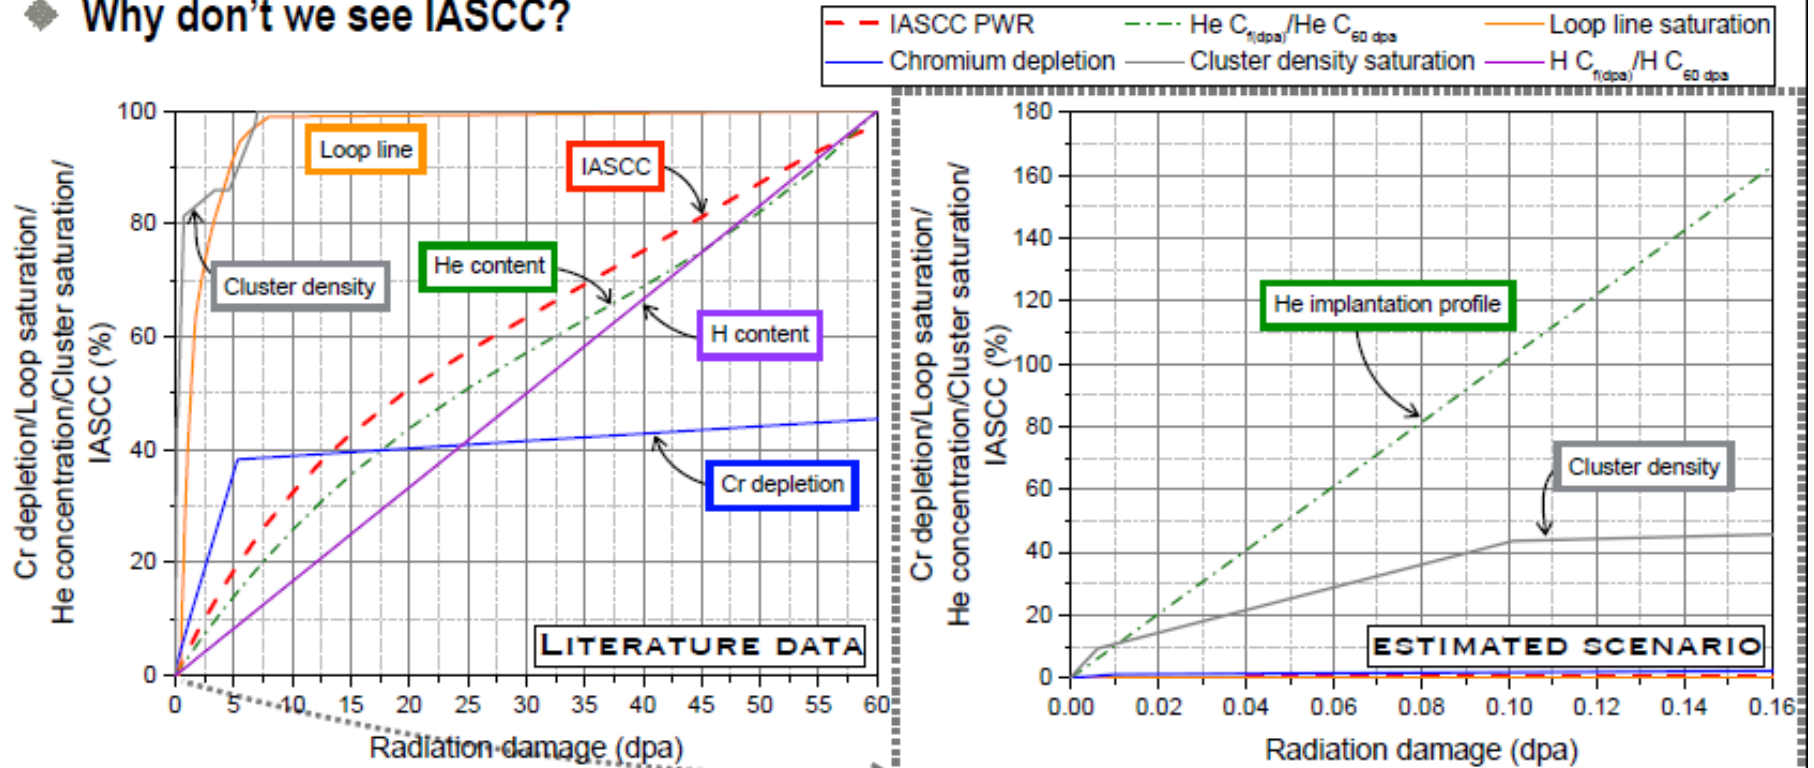 Why don't we see IASCC?
IASCC PWR
He C f(dpa)/He C 60 dpa
Loop line saturation
Chromium depletion
Cluster density saturation
H C f(dpa)/H C 60 dpa
Cr depletion/Loop saturation/
He concentration/Cluster saturation/
IASCC (%)
100
80
60
40
20
0
Loop line
IASCC
He content
Cluster density
H content
Cr depletion
LITERATURE DATA
0 5 10 15 20 25 30 35 40 45 50 55 60
Radiation damage (dpa)
Cr depletion/Loop saturation/
He concentration/Cluster saturation/
IASCC (%)
180
160
140
120
100
80
60
40
20
0
He implantation profile
Cluster density
ESTIMATED SCENARIO
0.00 0.02 0.04 0.06 0.08 0.10 0.12 0.14 0.16
Radiation damage (dpa)